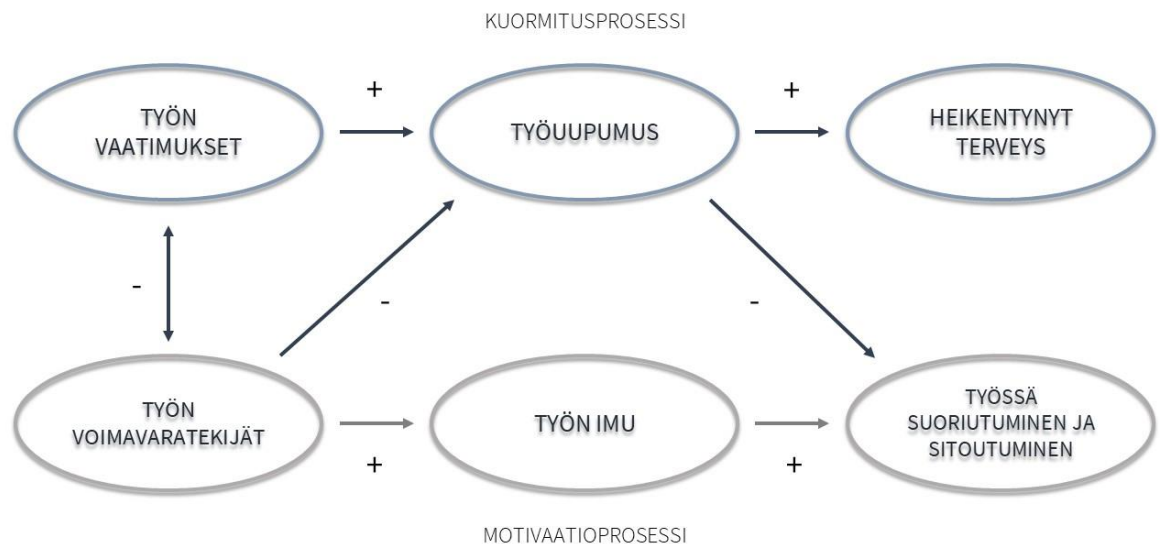 KUORMITUSPROSESSI
+
+
TYÖN
VAATIMUKSET
TYÖUUPUMUS
HEIKENTYNYT
TERVEYS
-
-
-
TYÖN
VOIMAVARATEKIJÄT
TYÖN IMU
TYÖSSÄ
SUORIUTUMINEN JA
SITOUTUMINEN
+
+
MOTIVAATIOPROSESSI